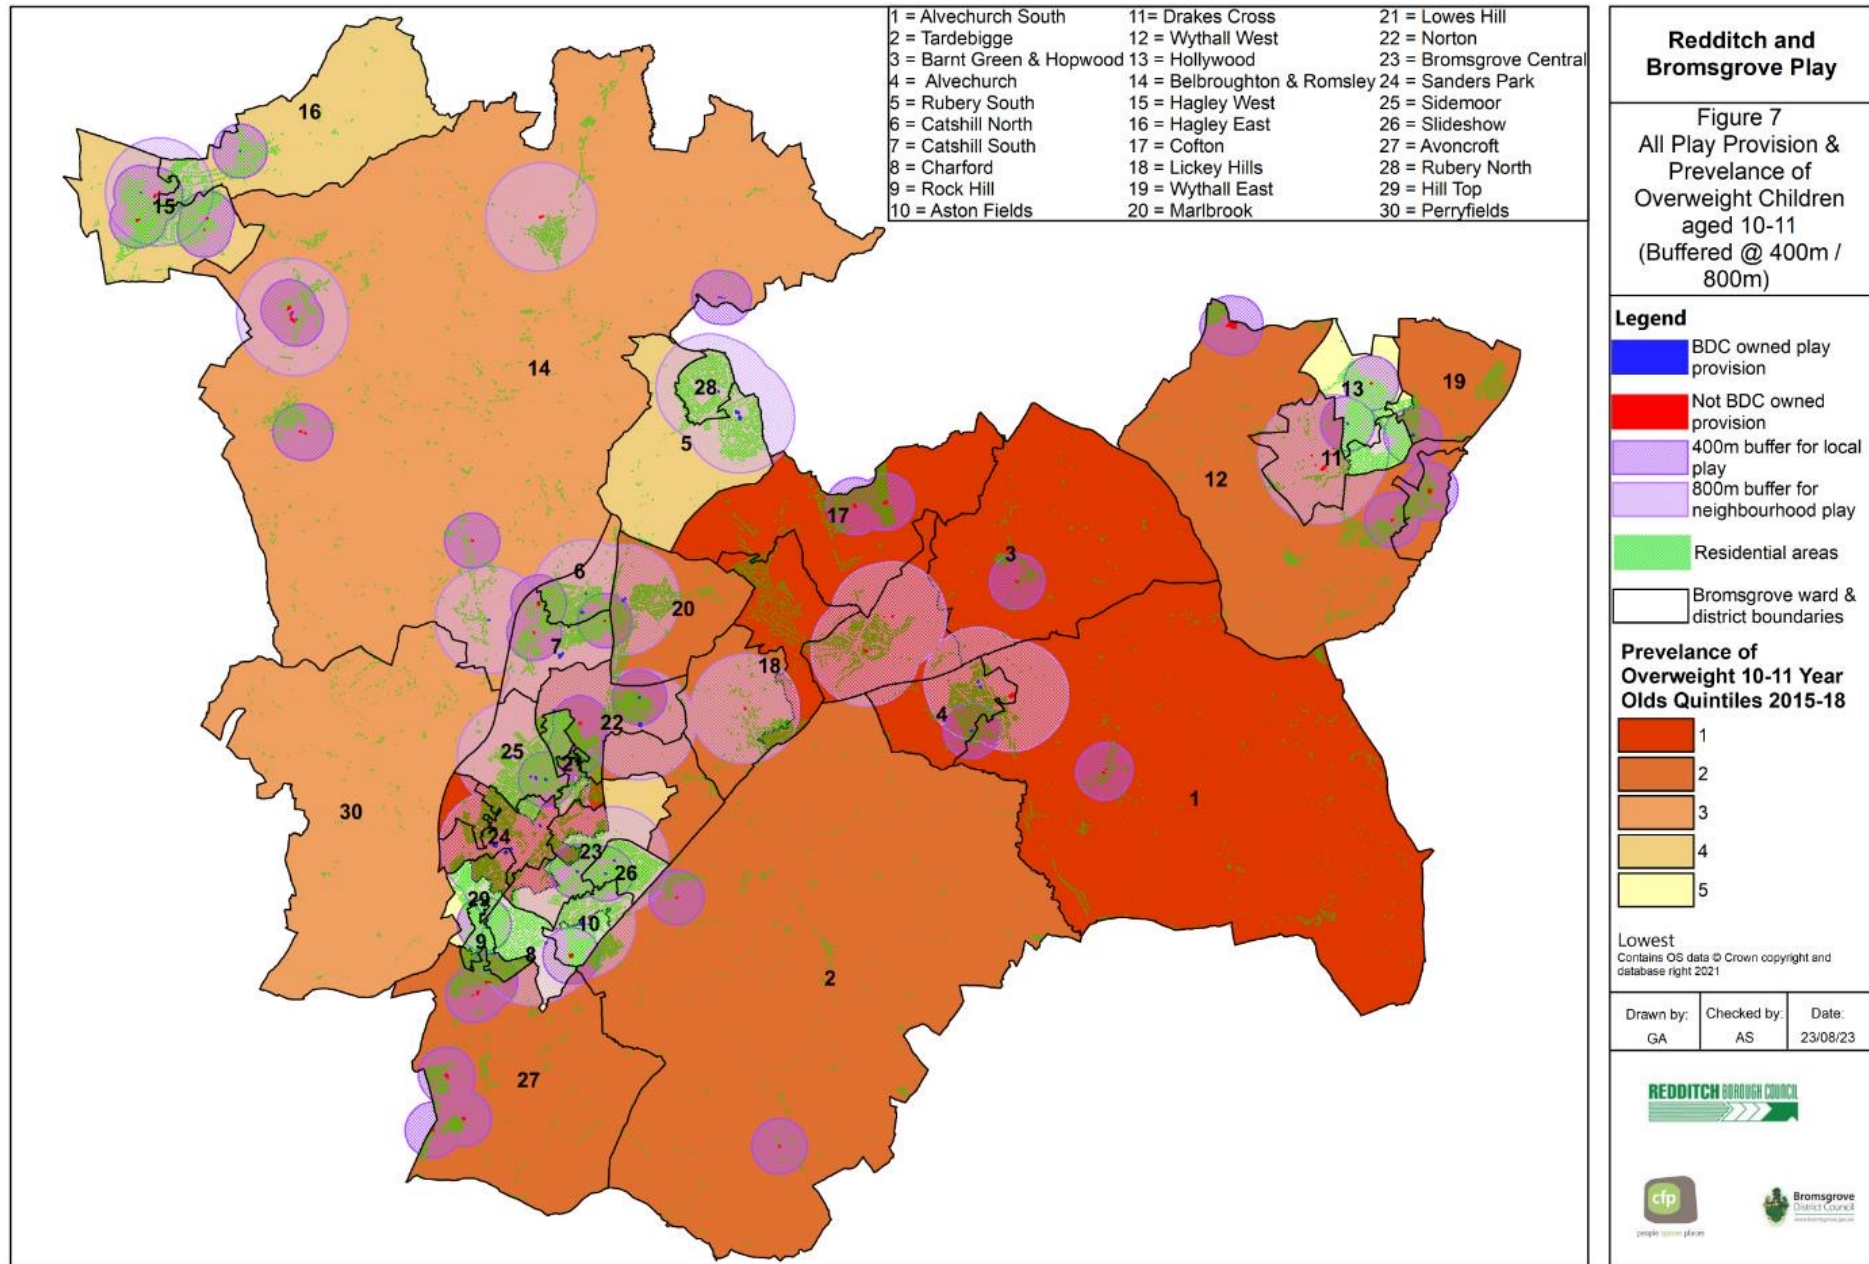 1 = Alvechurch South
2 = Tardebigge
3 = Barnt Green & Hopwood
4 = Alvechurch
5 = Rubery South
6 = Catshill North
7 = Catshill South
8 = Charford
9 = Rock Hill
10 = Aston Fields
11= Drakes Cross
12 = Wythall West
13 = Hollywood
14 = Belbroughton & Romsley
15 = Hagley West
16 = Hagley East
17 = Cofton
18 = Lickey Hills
19 = Wythall East
20 = Marlbrook
21 = Lowes Hill
22 = Norton
23 = Bromsgrove Central
24 = Sanders Park
25 = Sidemoor
26 = Slideshow
27 = Avoncroft
28 = Rubery North
29 = Hill Top
30 = Perryfields
16
15
14
28
5
13
19
11
12
17
3
6
20
7
18
4
22
25
21
1
30
24
23
26
29
10
9
8
2
27
Redditch and
Bromsgrove Play
Figure 7
All Play Provision &
Prevelance of
Overweight Children
aged 10-11
(Buffered @ 400m /
800m)
Legend
BDC owned play
provision
Not BDC owned
provision
400m buffer for local
play
800m buffer for
neighbourhood play
Residential areas
Bromsgrove ward &
district boundaries
Prevelance of
Overweight 10-11 Year
Olds Quintiles 2015-18
1
2
3
4
5
Lowest
Contains OS data © Crown copyright and
database right 2021
Drawn by:
GA
Checked by:
AS
Date:
23/08/23
REDDITCH BOROUGH COUNCIL
cfp
people spaces places
Bromsgrove
District Council